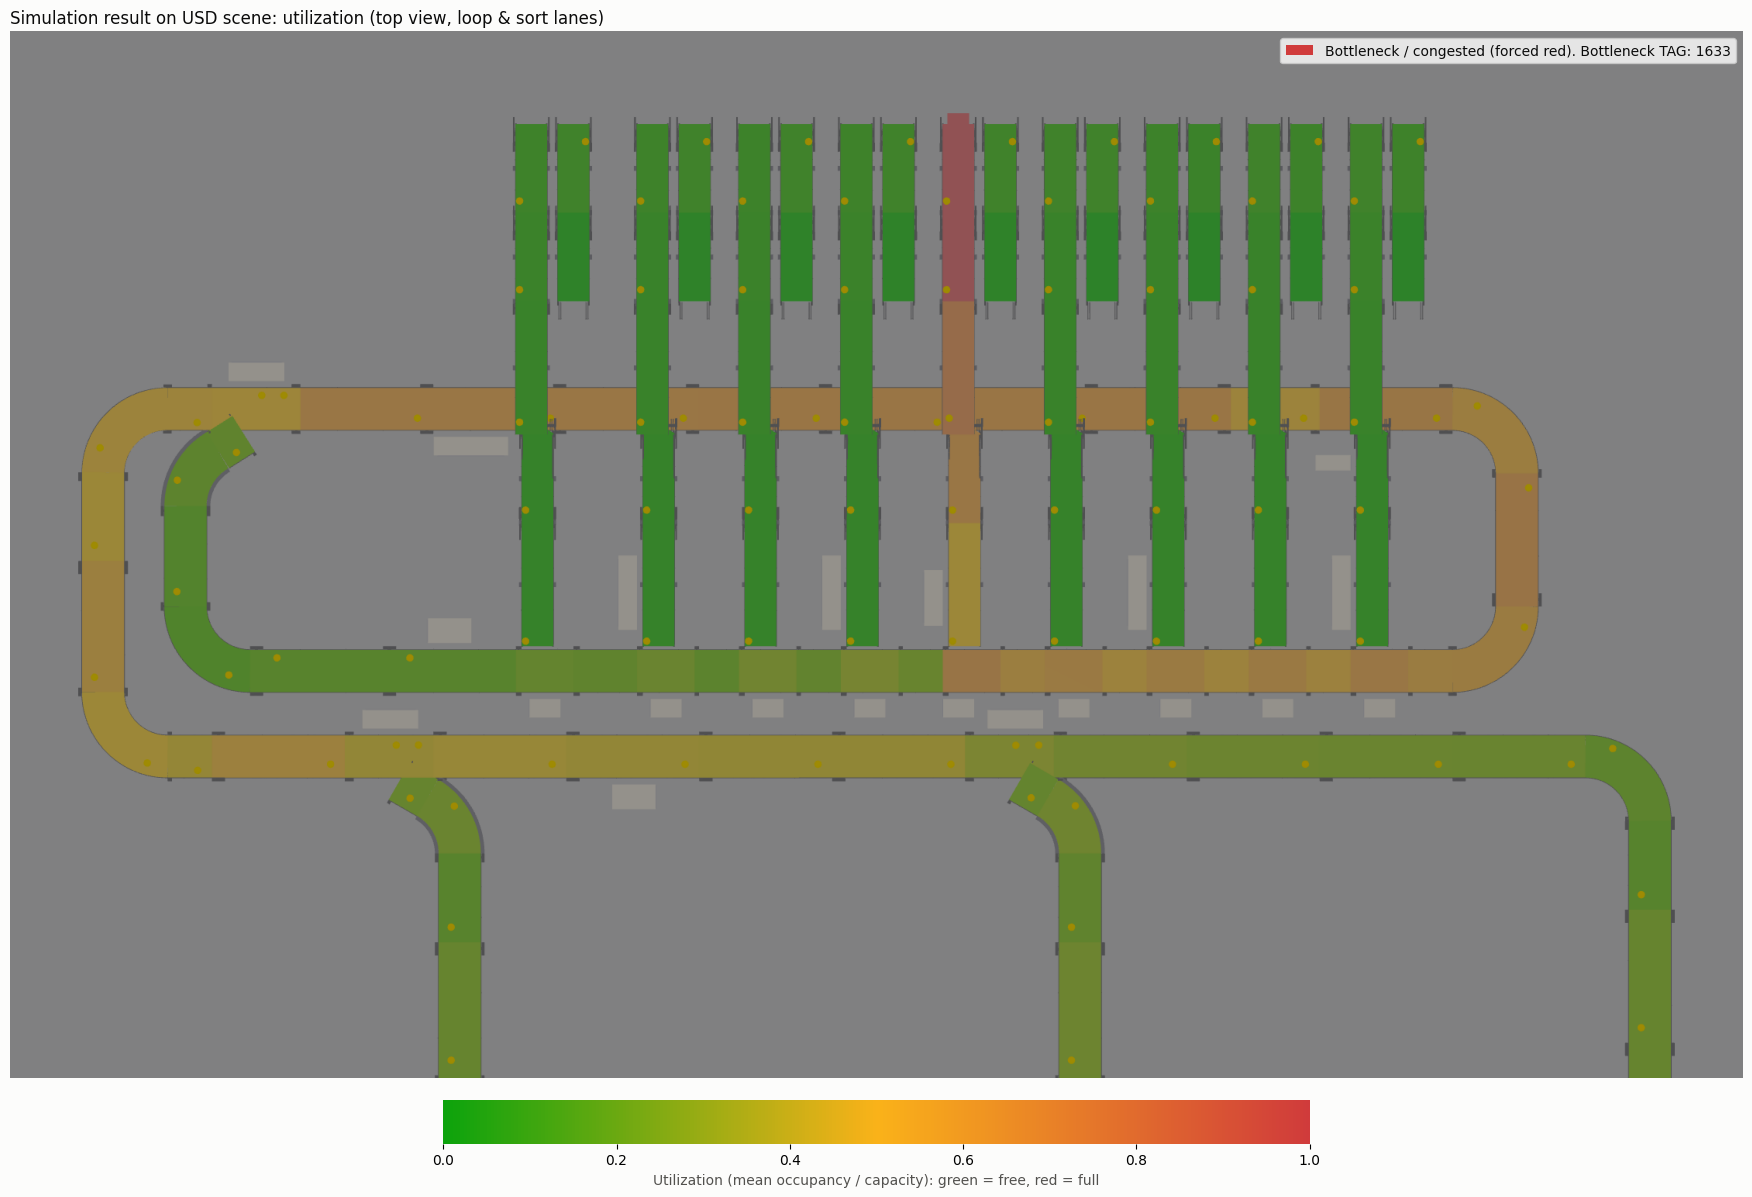 Simulation result on USD scene: utilization (top view, loop & sort lanes)
Bottleneck / congested (forced red). Bottleneck TAG: 1633
0.0 0.2 0.4 0.6 0.8 1.0
Utilization (mean occupancy / capacity): green = free, red = full